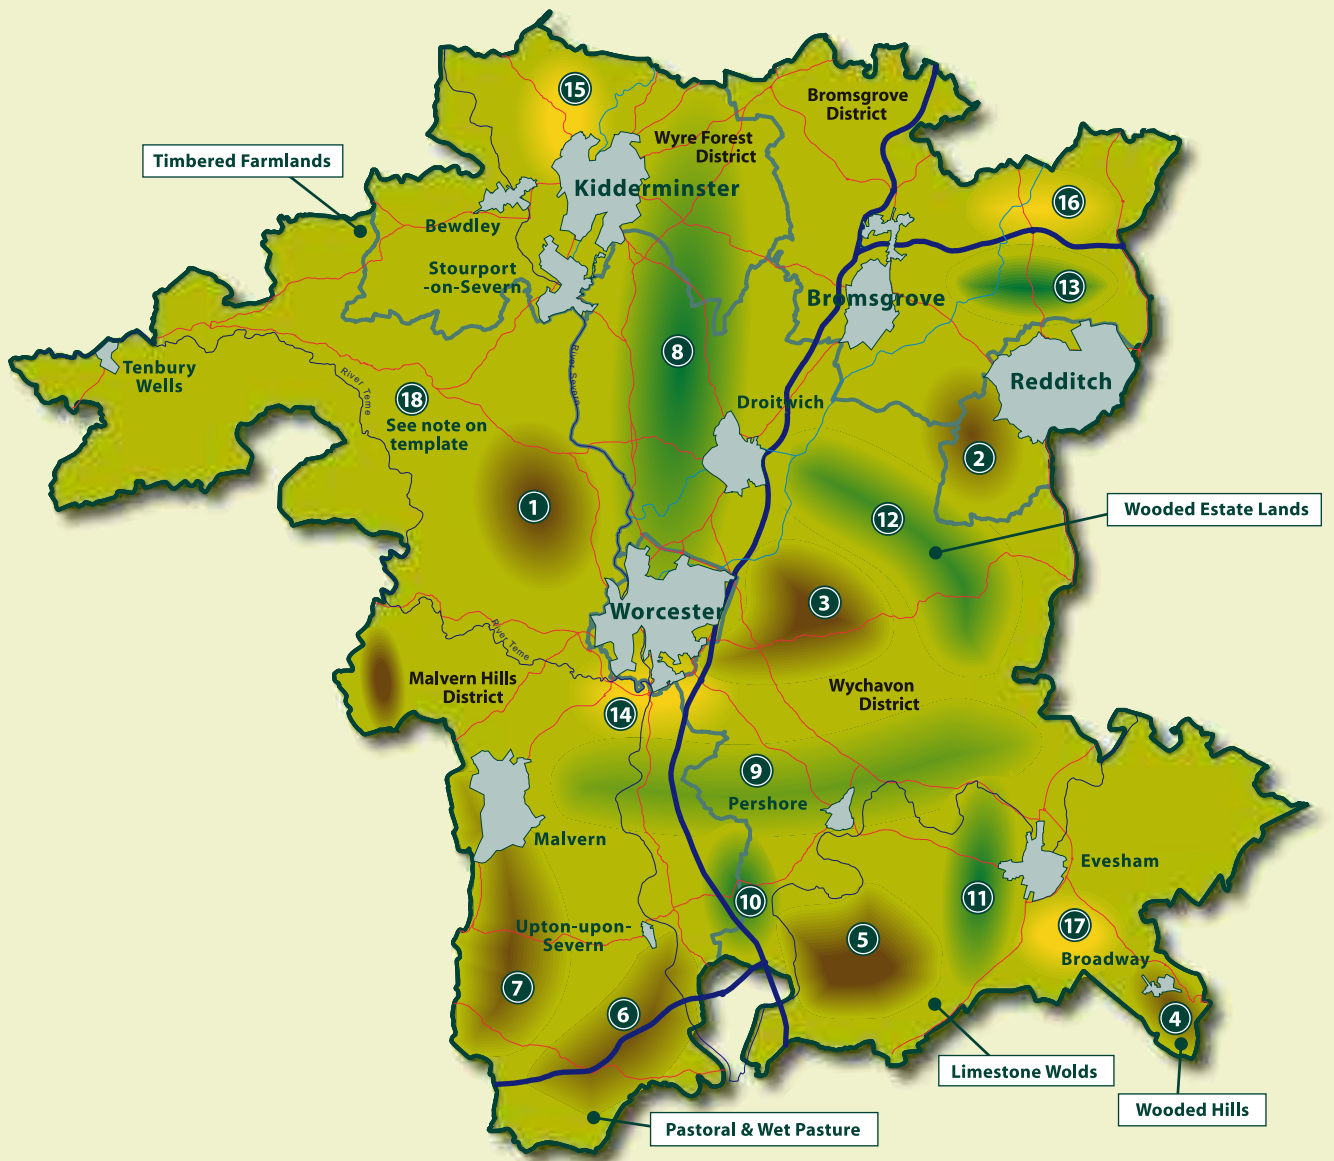 15
Bromsgrove
District
Wyre Forest
District
Timbered Farmlands
Kidderminster
16
Bewdley
Stourport
-on-Severn
13
Bromsgrove
8
River Severn
Tenbury
Wells
River Teme
Redditch
18
See note on
template
Droitwich
2
1
12
Wooded Estate Lands
3
Worcester
River Teme
Malvern Hills
District
Wychavon
District
14
9
Pershore
Malvern
Evesham
10
11
17
Upton-upon-
Severn
5
Broadway
7
6
4
Limestone Wolds
Wooded Hills
Pastoral & Wet Pasture